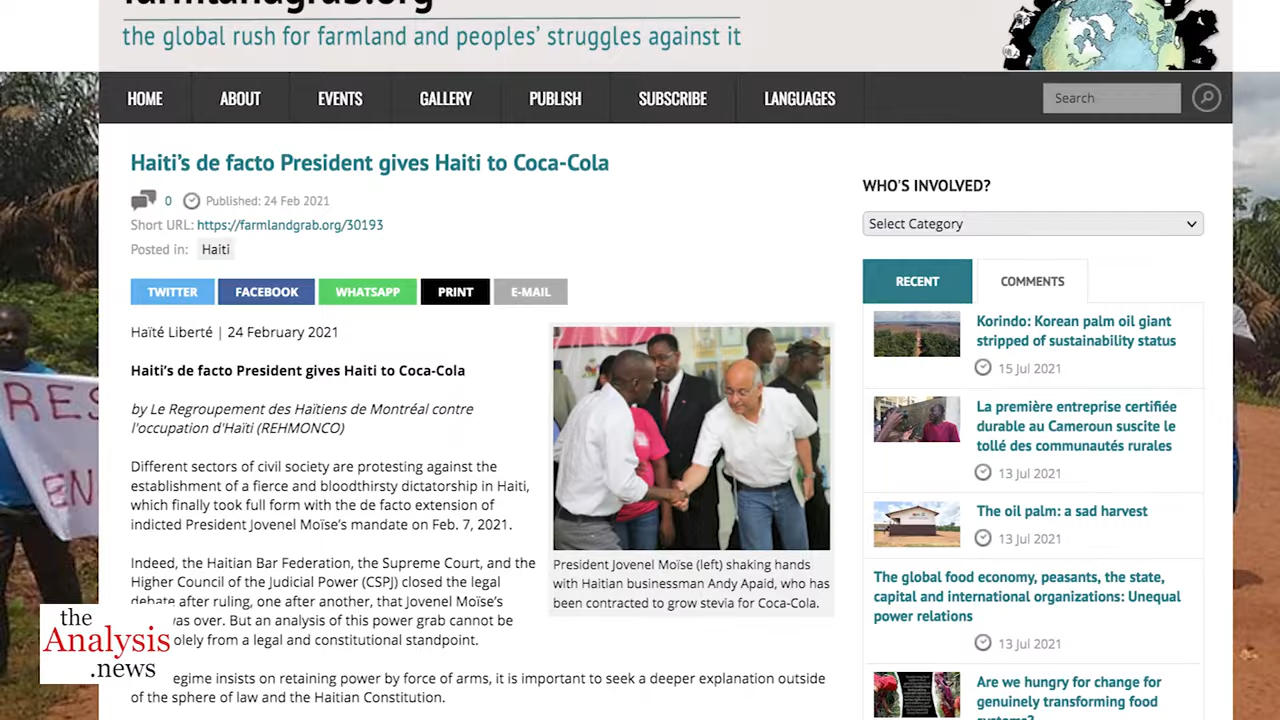 farmlandgrab.org
the global rush for farmland and peoples' struggles against it
HOME ABOUT EVENTS GALLERY PUBLISH SUBSCRIBE LANGUAGES
Search
Haiti's de facto President gives Haiti to Coca-Cola
0 Published: 24 Feb 2021
Short URL: https://farmlandgrab.org/30193
Posted in: Haiti
TWITTER FACEBOOK WHATSAPP PRINT E-MAIL
Haïté Liberté | 24 February 2021
Haiti's de facto President gives Haiti to Coca-Cola
by Le Regroupement des Haïtiens de Montréal contre
l'occupation d'Haïti (REHMONCO)
Different sectors of civil society are protesting against the
establishment of a fierce and bloodthirsty dictatorship in Haiti,
which finally took full form with the de facto extension of
indicted President Jovenel Moïse's mandate on Feb. 7, 2021.
Indeed, the Haitian Bar Federation, the Supreme Court, and the
Higher Council of the Judicial Power (CSPJ) closed the legal
debate after ruling, one after another, that Jovenel Moïse's
was over. But an analysis of this power grab cannot be
solely from a legal and constitutional standpoint.
regime insists on retaining power by force of arms, it is important to seek a deeper explanation outside
of the sphere of law and the Haitian Constitution.
President Jovenel Moïse (left) shaking hands
with Haitian businessman Andy Apaid, who has
been contracted to grow stevia for Coca-Cola.
WHO'S INVOLVED?
Select Category
RECENT COMMENTS
Korindo: Korean palm oil giant
stripped of sustainability status
15 Jul 2021
La première entreprise certifiée
durable au Cameroun suscite le
tollé des communautés rurales
13 Jul 2021
The oil palm: a sad harvest
13 Jul 2021
The global food economy, peasants, the state,
capital and international organizations: Unequal
power relations
13 Jul 2021
Are we hungry for change for
genuinely transforming food
systems?
RES
EN
the
Analysis
.news